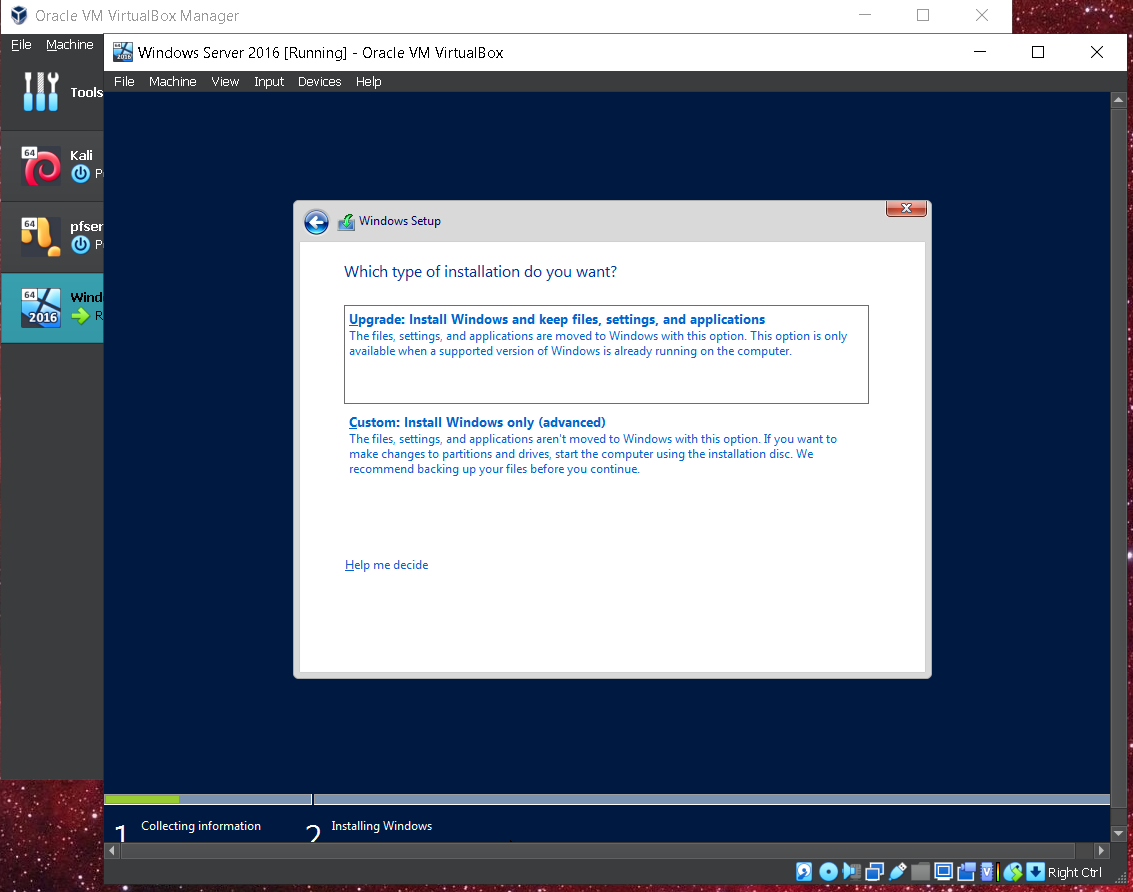 Oracle VM VirtualBox Manager
File Machine
Windows Server 2016 [Running] - Oracle VM VirtualBox
File Machine View Input Devices Help
Tools
64
Kali
64
64
2016
Windows Setup
Which type of installation do you want?
Upgrade: Install Windows and keep files, settings, and applications
The files, settings, and applications are moved to Windows with this option. This option is only
available when a supported version of Windows is already running on the computer.
Custom: Install Windows only (advanced)
The files, settings, and applications aren't moved to Windows with this option. If you want to
make changes to partitions and drives, start the computer using the installation disc. We
recommend backing up your files before you continue.
Help me decide
1 Collecting information 2 Installing Windows
Right Ctrl